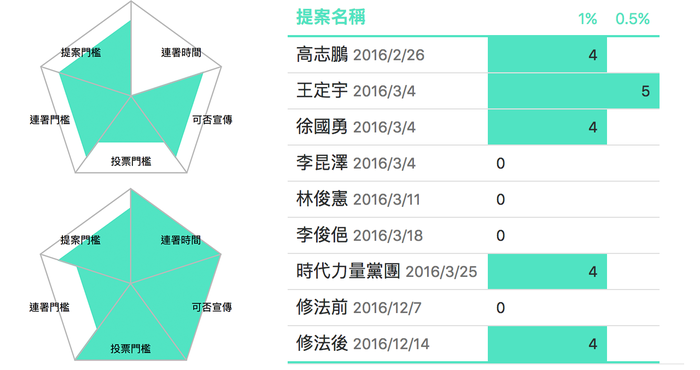 提案門檻
連署時間
連署門檻
可否宣傳
投票門檻
提案門檻
連署時間
連署門檻
可否宣傳
投票門檻
提案名稱 1% 0.5%
高志鵬 2016/2/26 4
王定宇 2016/3/4 5
徐國勇 2016/3/4 4
李昆澤 2016/3/4 0
林俊憲 2016/3/11 0
李俊俋 2016/3/18 0
時代力量黨團 2016/3/25 4
修法前 2016/12/7 0
修法後 2016/12/14 4